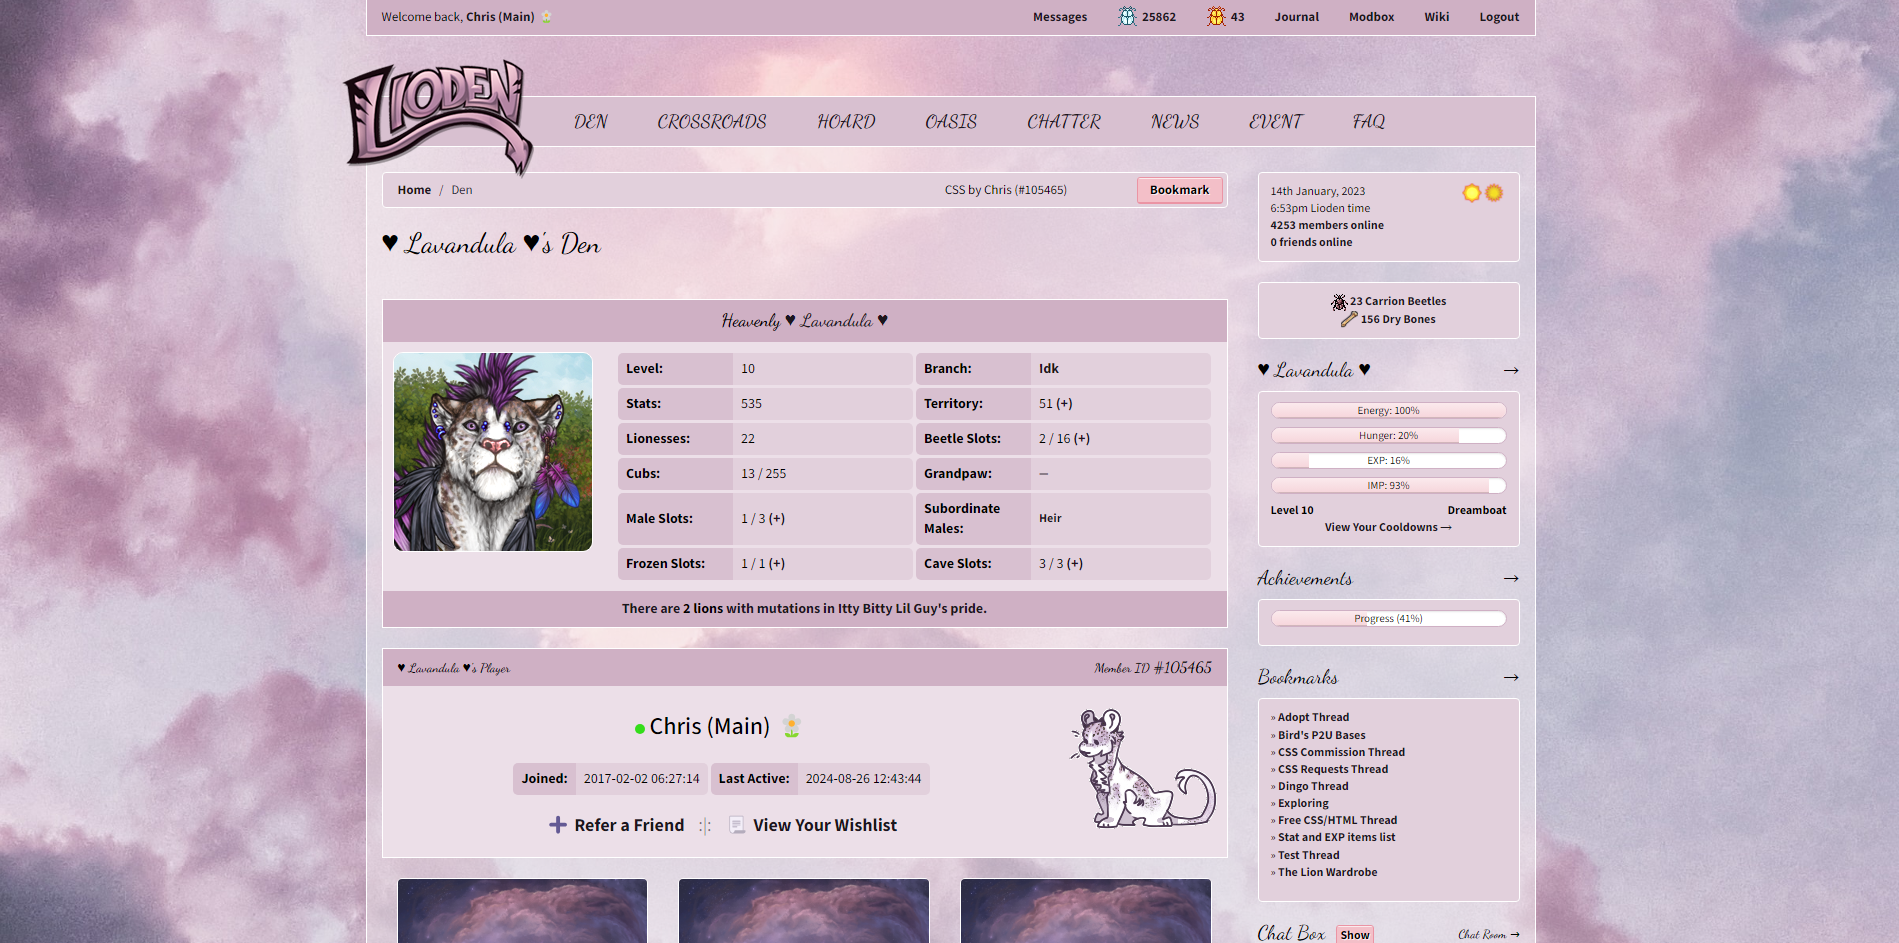 Welcome back, Chris (Main)
Messages 25862 43 Journal Modbox Wiki Logout
LIODEN
DEN CROSSROADS HOARD OASIS CHATTER NEWS EVENT FAQ
Home / Den CSS by Chris (#105465) Bookmark
♥ Lavandula ♥'s Den
Heavenly ♥ Lavandula ♥
Level: 10 Branch: Idk
Stats: 535 Territory: 51 (+)
Lionesses: 22 Beetle Slots: 2 / 16 (+)
Cubs: 13 / 255 Grandpaw: —
Male Slots: 1 / 3 (+) Subordinate
Males: Heir
Frozen Slots: 1 / 1 (+) Cave Slots: 3 / 3 (+)
There are 2 lions with mutations in Itty Bitty Lil Guy's pride.
♥ Lavandula ♥'s Player Member ID #105465
Chris (Main)
Joined: 2017-02-02 06:27:14 Last Active: 2024-08-26 12:43:44
Refer a Friend :|: View Your Wishlist
14th January, 2023
6:53pm Lioden time
4253 members online
0 friends online
23 Carrion Beetles
156 Dry Bones
♥ Lavandula ♥ →
Energy: 100%
Hunger: 20%
EXP: 16%
IMP: 93%
Level 10 Dreamboat
View Your Cooldowns →
Achievements →
Progress (41%)
Bookmarks →
» Adopt Thread
» Bird's P2U Bases
» CSS Commission Thread
» CSS Requests Thread
» Dingo Thread
» Exploring
» Free CSS/HTML Thread
» Stat and EXP items list
» Test Thread
» The Lion Wardrobe
Chat Box Show Chat Room →